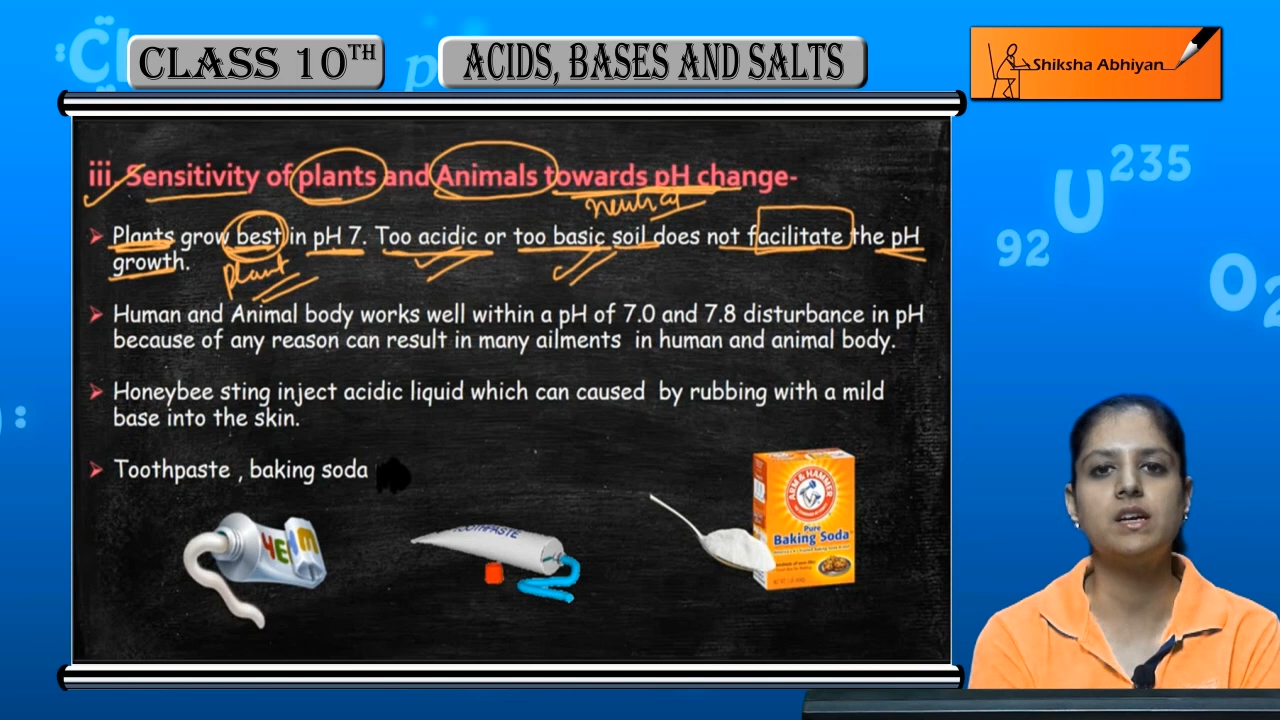 CLASS 10TH
ACIDS, BASES AND SALTS
Shiksha Abhiyan
iii. Sensitivity of plants and Animals towards pH change-
neutral
Plants grow best in pH 7. Too acidic or too basic soil does not facilitate the pH
growth.
plant
Human and Animal body works well within a pH of 7.0 and 7.8 disturbance in pH
because of any reason can result in many ailments in human and animal body.
Honeybee sting inject acidic liquid which can caused by rubbing with a mild
base into the skin.
Toothpaste , baking soda
TOOTHPASTE
ARM & HAMMER
Pure
Baking Soda
:Cl
p
U 235
92
O2